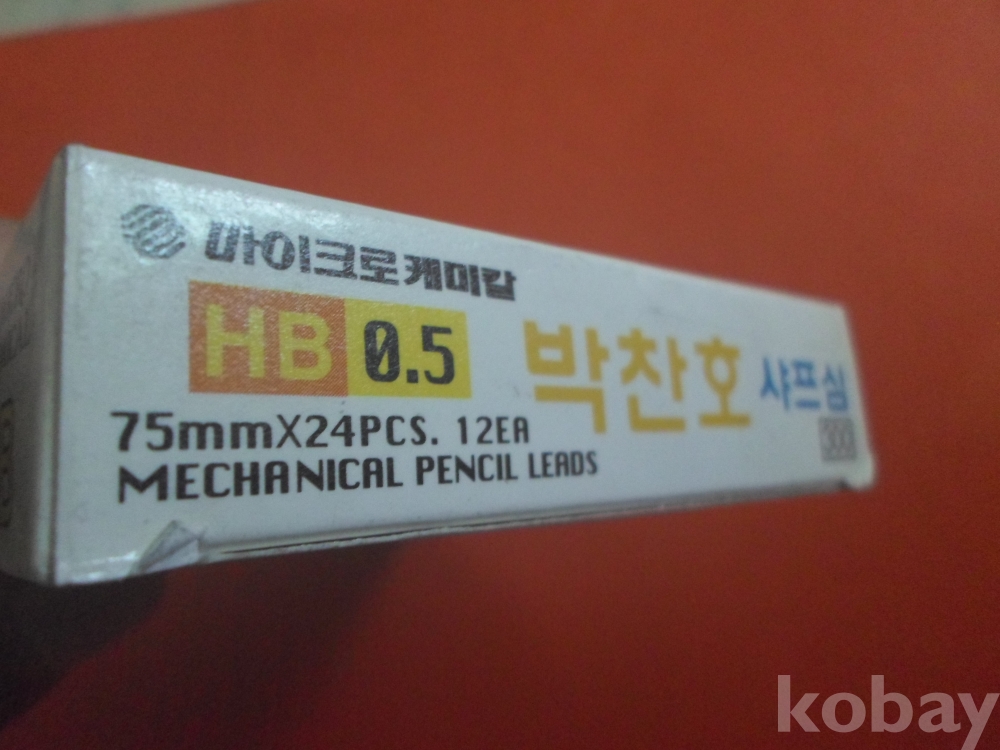 마이크로케미칼
HB 0.5
박찬호 샤프심
300
75mmX24PCS. 12EA
MECHANICAL PENCIL LEADS
kobay